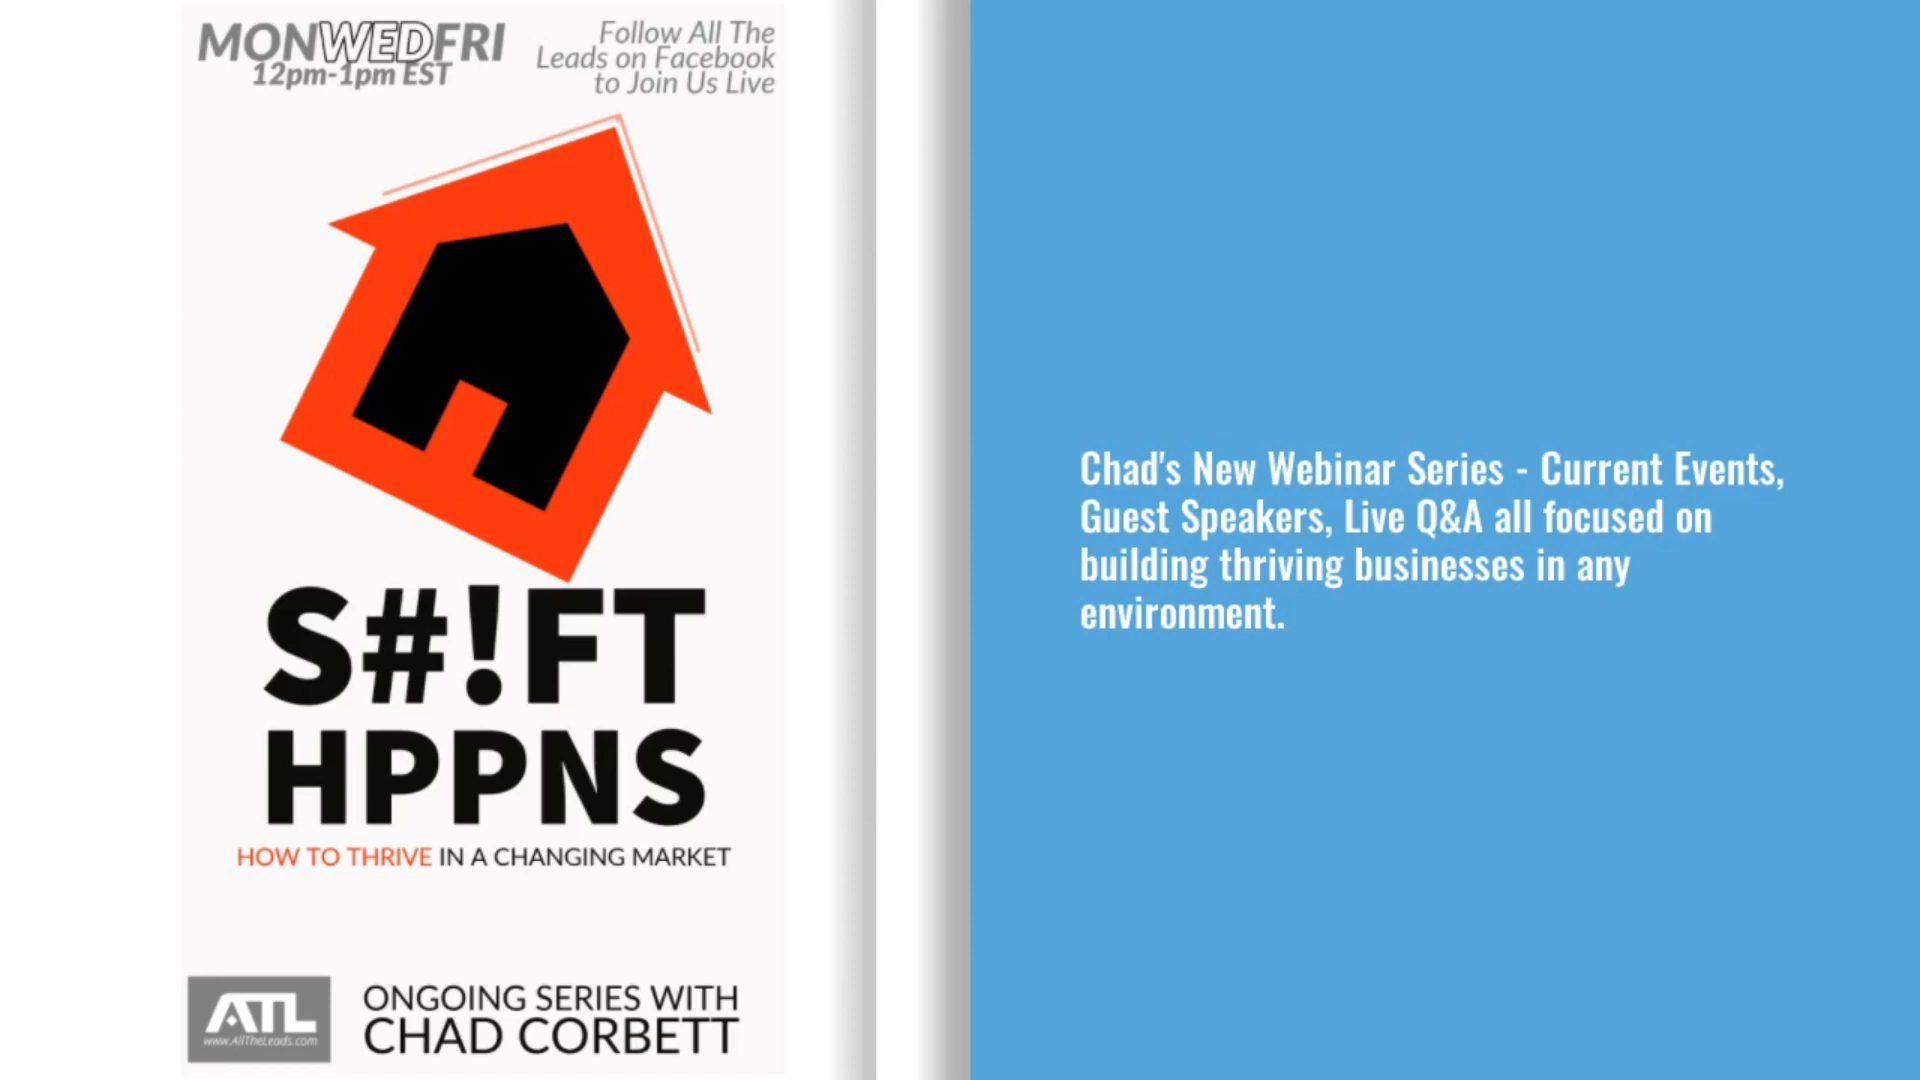 MONWEDFRI
12pm-1pm EST
Follow All The
Leads on Facebook
to Join Us Live
S#!FT
HPPNS
HOW TO THRIVE IN A CHANGING MARKET
ATL
www.AllTheLeads.com
ONGOING SERIES WITH
CHAD CORBETT
Chad's New Webinar Series - Current Events,
Guest Speakers, Live Q&A all focused on
building thriving businesses in any
environment.